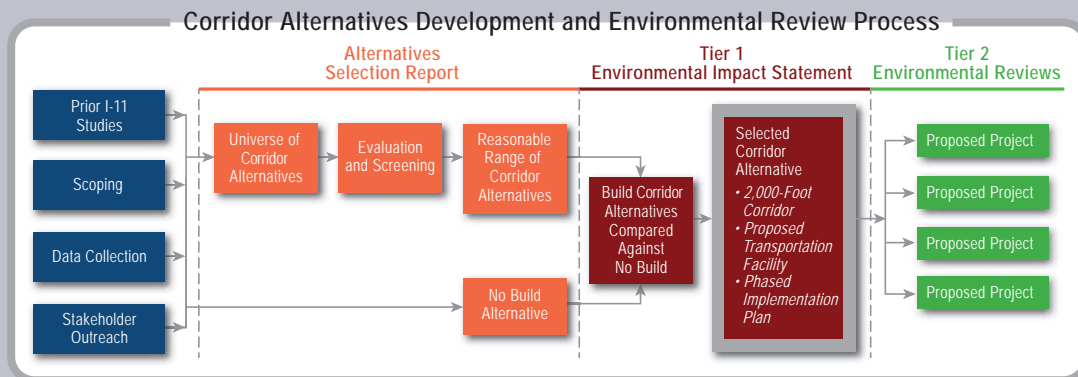 Corridor Alternatives Development and Environmental Review Process
Alternatives
Selection Report
Tier 1
Environmental Impact Statement
Tier 2
Environmental Reviews
Prior I-11
Studies
Scoping
Data Collection
Stakeholder
Outreach
Universe of
Corridor
Alternatives
Evaluation
and Screening
Reasonable
Range of
Corridor
Alternatives
No Build
Alternative
Build Corridor
Alternatives
Compared
Against
No Build
Selected
Corridor
Alternative
• 2,000-Foot
Corridor
• Proposed
Transportation
Facility
• Phased
Implementation
Plan
Proposed Project
Proposed Project
Proposed Project
Proposed Project